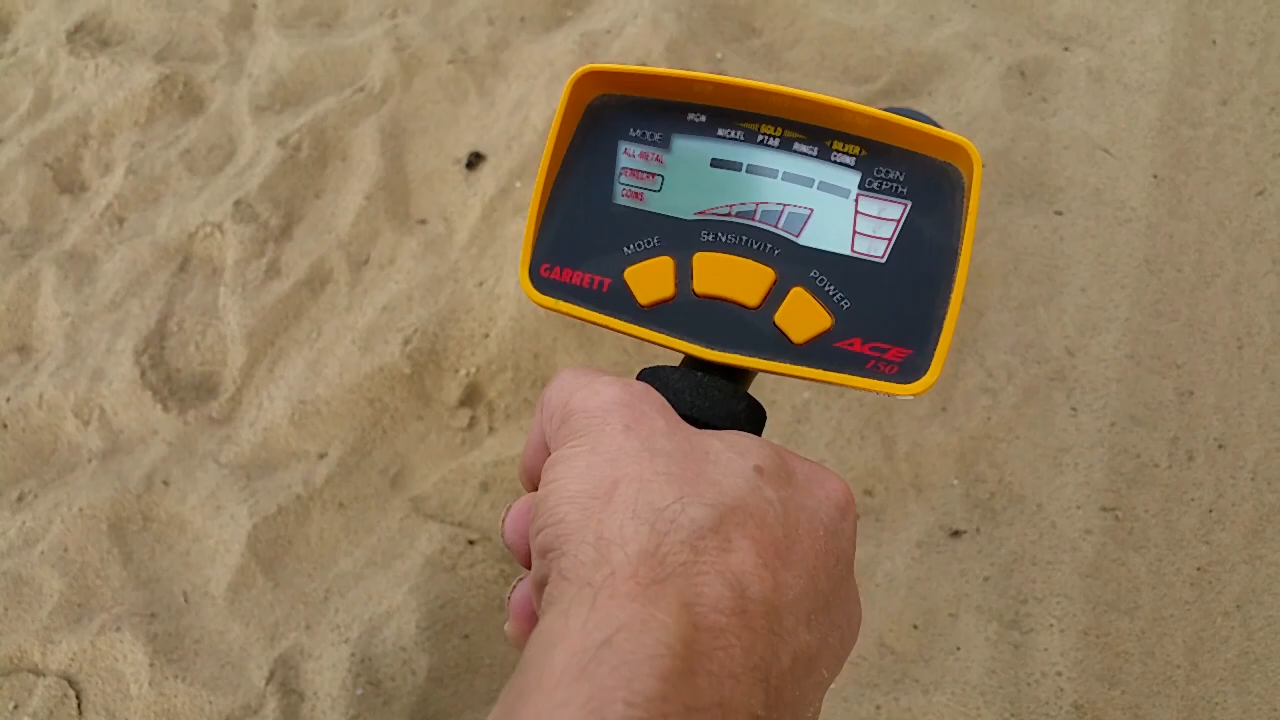 IRON
GOLD
SILVER
NICKEL PTAB RINGS COINS
MODE
ALL-METAL
JEWELRY
COINS
COIN
DEPTH
MODE
SENSITIVITY
POWER
GARRETT
ACE
150